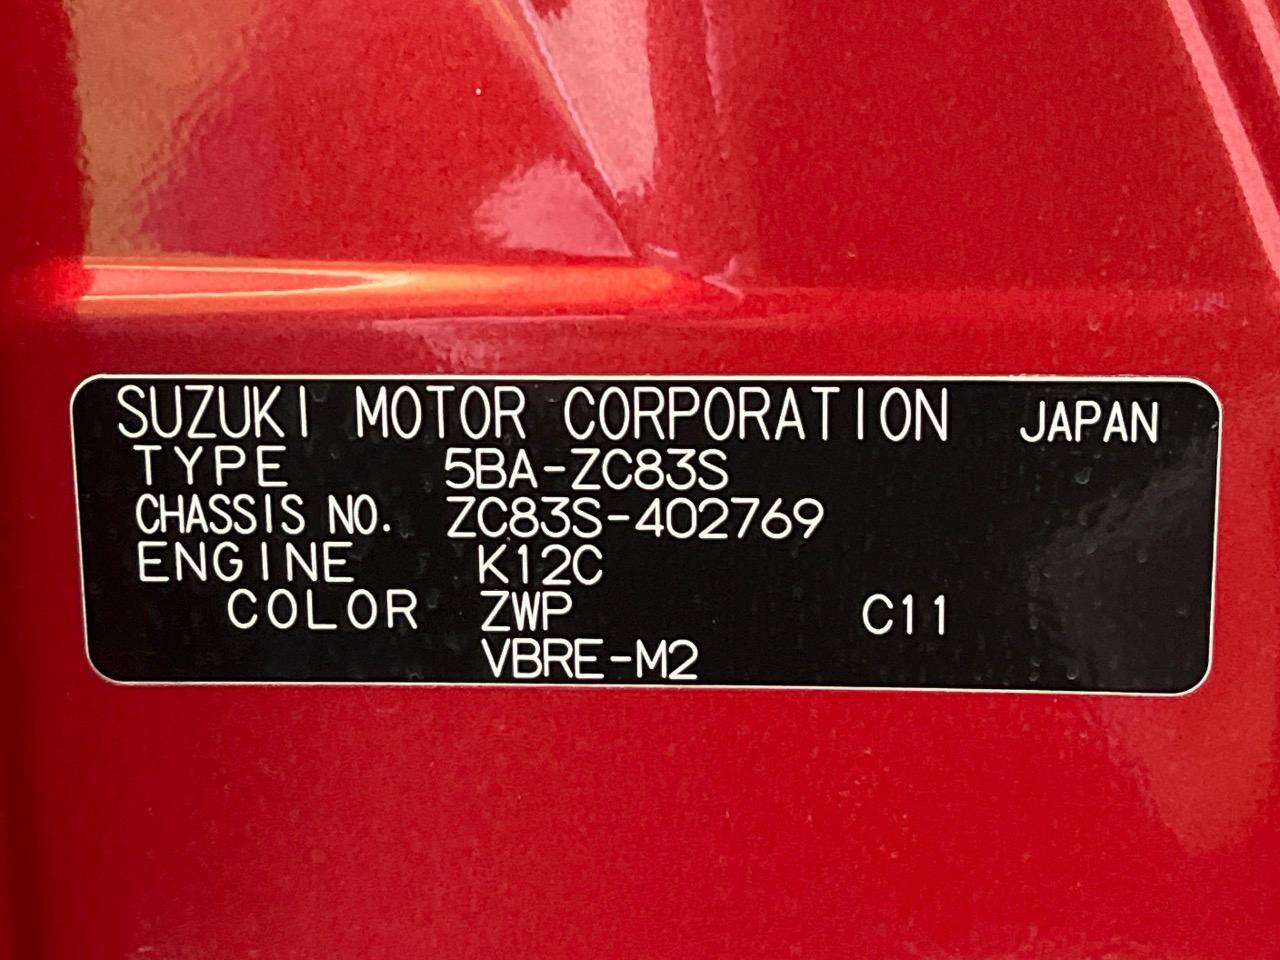 SUZUKI MOTOR CORPORATION JAPAN
TYPE 5BA-ZC83S
CHASSIS NO. ZC83S-402769
ENGINE K12C
COLOR ZWP C11
VBRE-M2